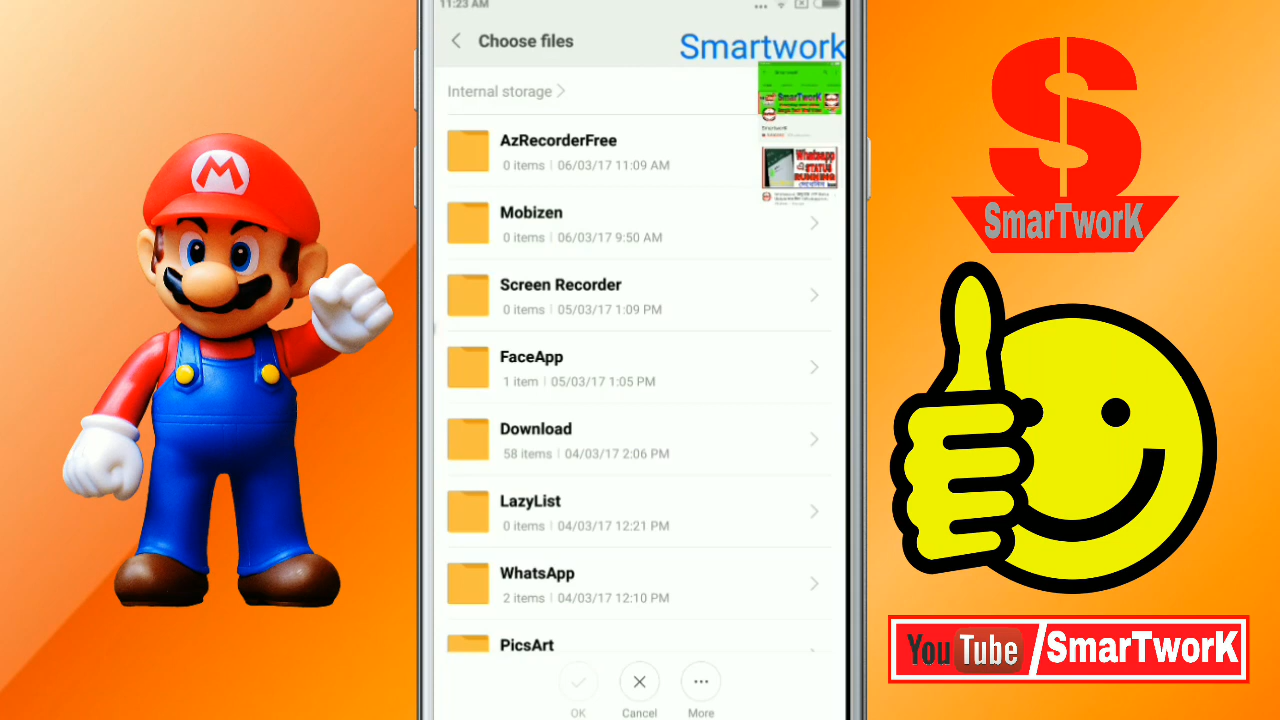 11:23 AM
Choose files
Smartwork
Internal storage
AzRecorderFree
0 items 06/03/17 11:09 AM
Mobizen
0 items 06/03/17 9:50 AM
Screen Recorder
0 items 05/03/17 1:09 PM
FaceApp
1 item 05/03/17 1:05 PM
Download
58 items 04/03/17 2:06 PM
LazyList
0 items 04/03/17 12:21 PM
WhatsApp
2 items 04/03/17 12:10 PM
PicsArt
OK
Cancel
More
SmarTworK
Whatsapp
STATUS
M
S
SmarTworK
YouTube/SmarTworK